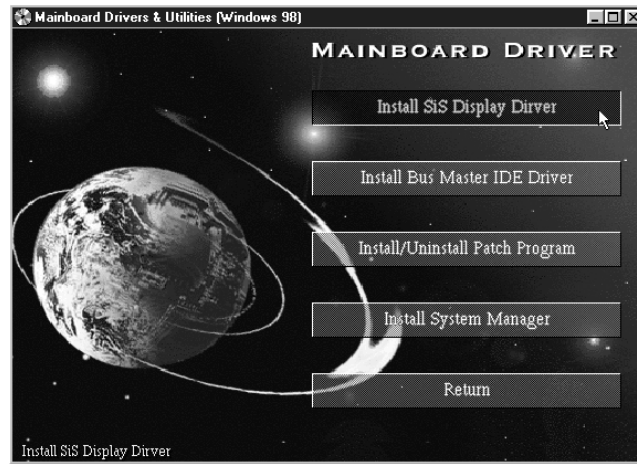 Mainboard Drivers & Utilities (Windows 98)
MAINBOARD DRIVER
Install SiS Display Dirver
Install Bus Master IDE Driver
Install/Uninstall Patch Program
Install System Manager
Return
Install SiS Display Dirver